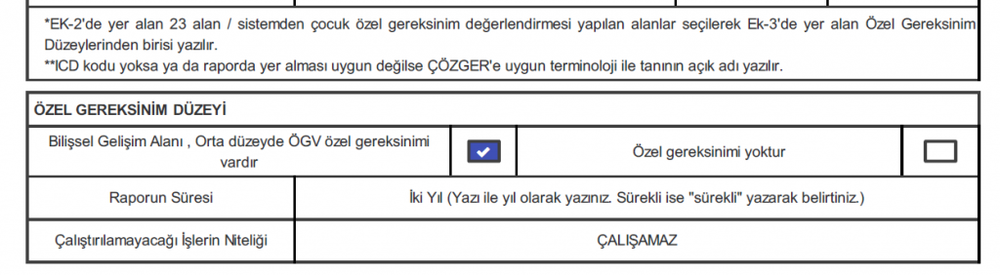 *EK-2'de yer alan 23 alan / sistemden çocuk özel gereksinim değerlendirmesi yapılan alanlar seçilerek Ek-3'de yer alan Özel Gereksinim
Düzeylerinden birisi yazılır.
**ICD kodu yoksa ya da raporda yer alması uygun değilse ÇÖZGER'e uygun terminoloji ile tanının açık adı yazılır.
ÖZEL GEREKSİNİM DÜZEYİ
Bilişsel Gelişim Alanı , Orta düzeyde ÖGV özel gereksinimi
vardır
Özel gereksinimi yoktur
Raporun Süresi
İki Yıl (Yazı ile yıl olarak yazınız. Sürekli ise "sürekli" yazarak belirtiniz.)
Çalıştırılamayacağı İşlerin Niteliği
ÇALIŞAMAZ